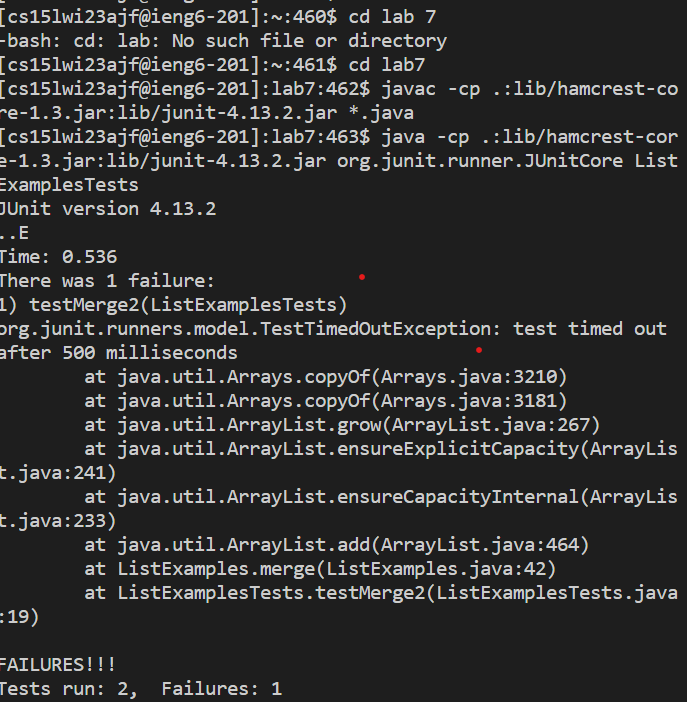 [cs15lwi23ajf@ieng6-201]:~:460$ cd lab 7
-bash: cd: lab: No such file or directory
[cs15lwi23ajf@ieng6-201]:~:461$ cd lab7
[cs15lwi23ajf@ieng6-201]:lab7:462$ javac -cp .:lib/hamcrest-co
re-1.3.jar:lib/junit-4.13.2.jar *.java
[cs15lwi23ajf@ieng6-201]:lab7:463$ java -cp .:lib/hamcrest-cor
e-1.3.jar:lib/junit-4.13.2.jar org.junit.runner.JUnitCore List
ExamplesTests
JUnit version 4.13.2
..E
Time: 0.536
There was 1 failure:
1) testMerge2(ListExamplesTests)
org.junit.runners.model.TestTimedOutException: test timed out
after 500 milliseconds
        at java.util.Arrays.copyOf(Arrays.java:3210)
        at java.util.Arrays.copyOf(Arrays.java:3181)
        at java.util.ArrayList.grow(ArrayList.java:267)
        at java.util.ArrayList.ensureExplicitCapacity(ArrayLis
t.java:241)
        at java.util.ArrayList.ensureCapacityInternal(ArrayLis
t.java:233)
        at java.util.ArrayList.add(ArrayList.java:464)
        at ListExamples.merge(ListExamples.java:42)
        at ListExamplesTests.testMerge2(ListExamplesTests.java
:19)

FAILURES!!!
Tests run: 2,  Failures: 1